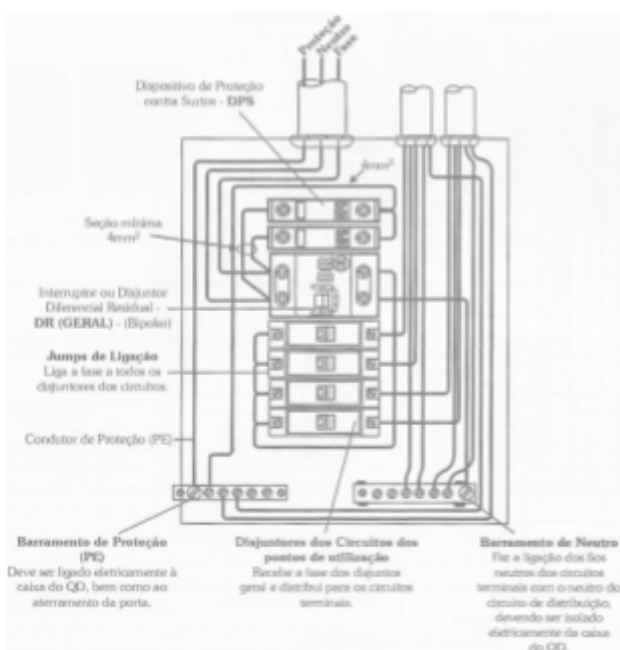 Proteção
Neutro
Fase
Dispositivo de Proteção
contra Surtos - DPS
4mm²
Seção mínima
4mm²
Interruptor ou Disjuntor
Diferencial Residual -
DR (GERAL) - (Bipolar)
Jumps de Ligação
Liga a fase a todos os
disjuntores dos circuitos.
Condutor de Proteção (PE)
Barramento de Proteção
(PE)
Deve ser ligado eletricamente à
caixa do QD, bem como ao
aterramento da porta.
Disjuntores dos Circuitos dos
pontos de utilização
Recebe a fase dos disjuntos
geral e distribui para os circuitos
terminais.
Barramento de Neutro
Faz a ligação dos fios
neutros dos circuitos
terminais com o neutro do
circuito de distribuição,
devendo ser isolado
eletricamente da caixa
do QD.